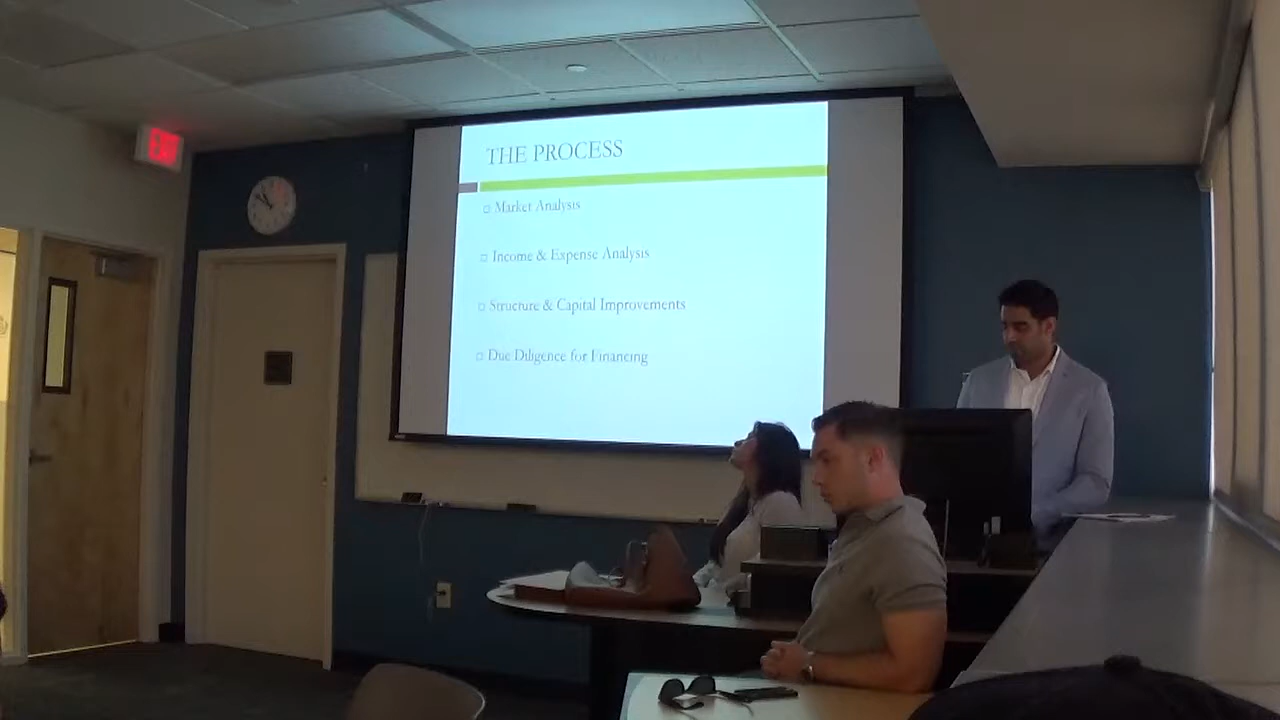 EXIT
THE PROCESS
Market Analysis
Income & Expense Analysis
Structure & Capital Improvements
Due Diligence for Financing